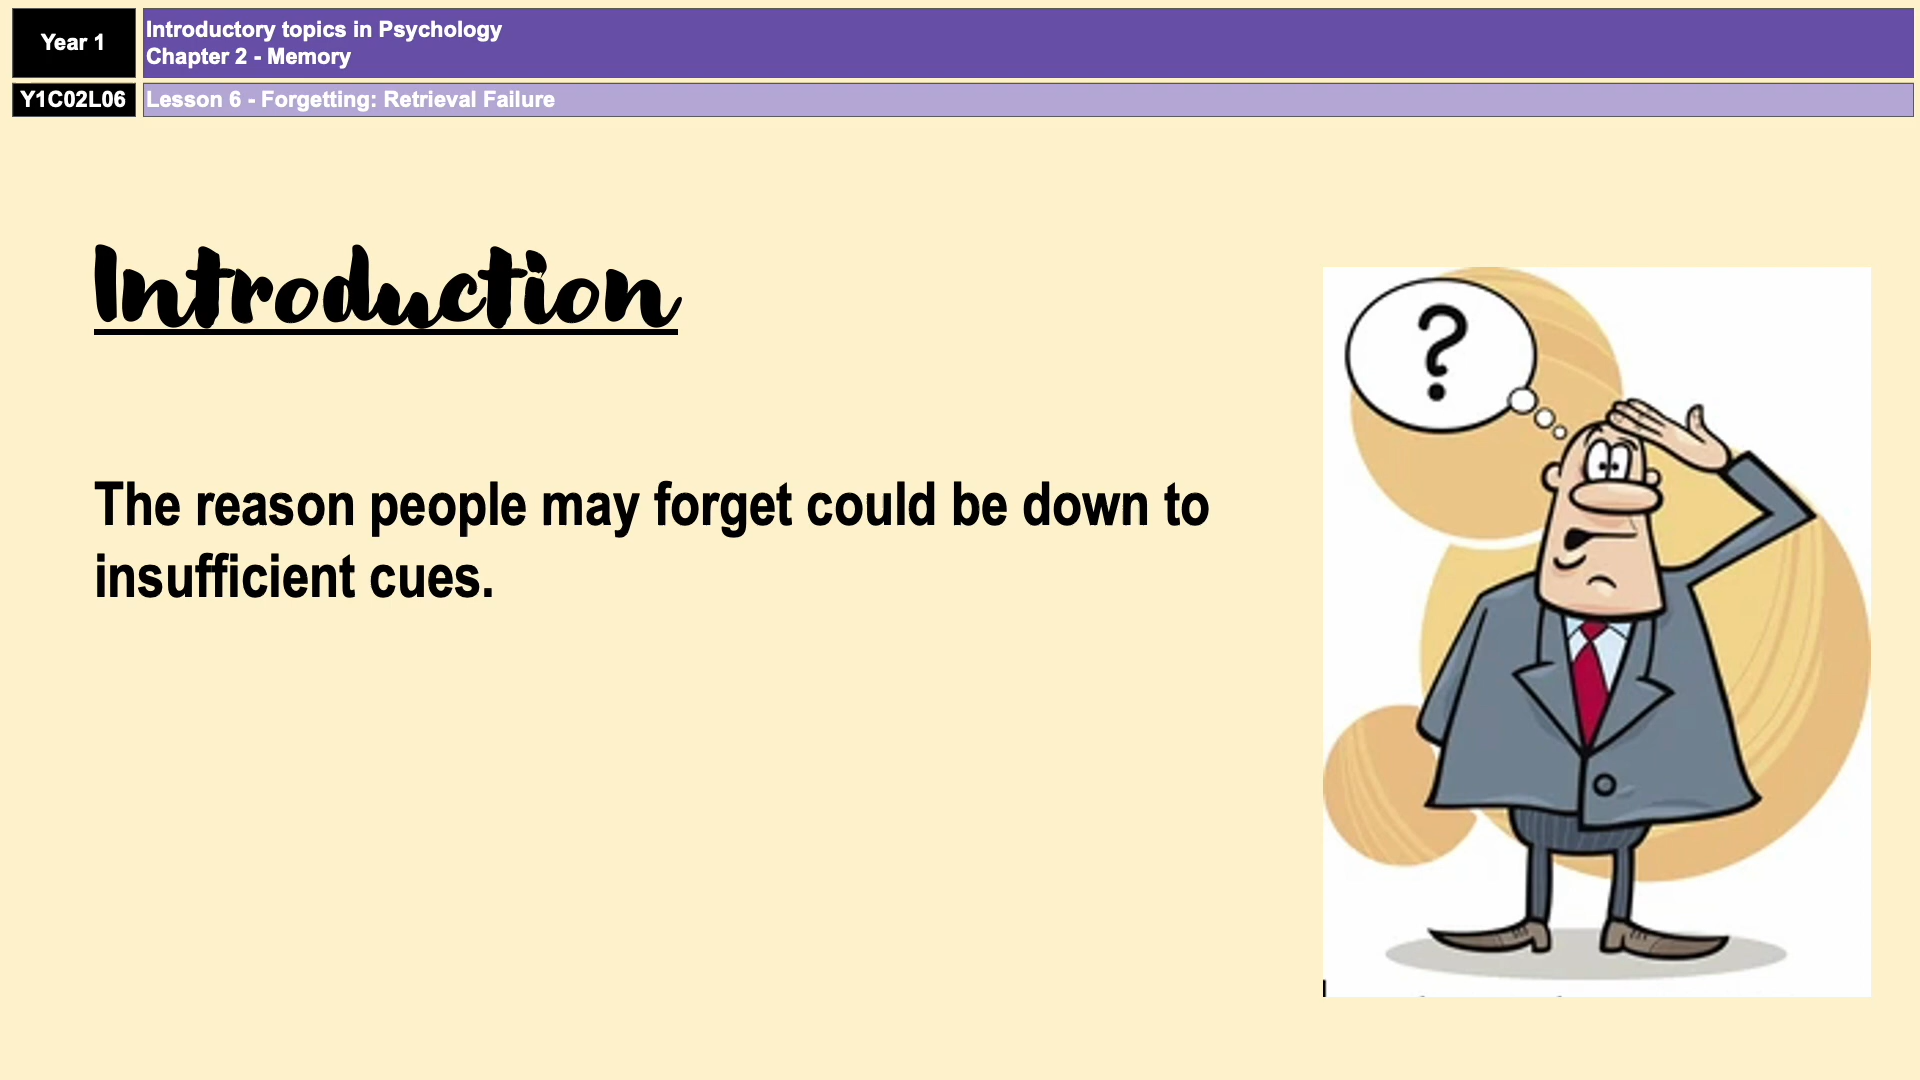 Year 1
Introductory topics in Psychology
Chapter 2 - Memory
Y1C02L06
Lesson 6 - Forgetting: Retrieval Failure
Introduction
The reason people may forget could be down to
insufficient cues.
?